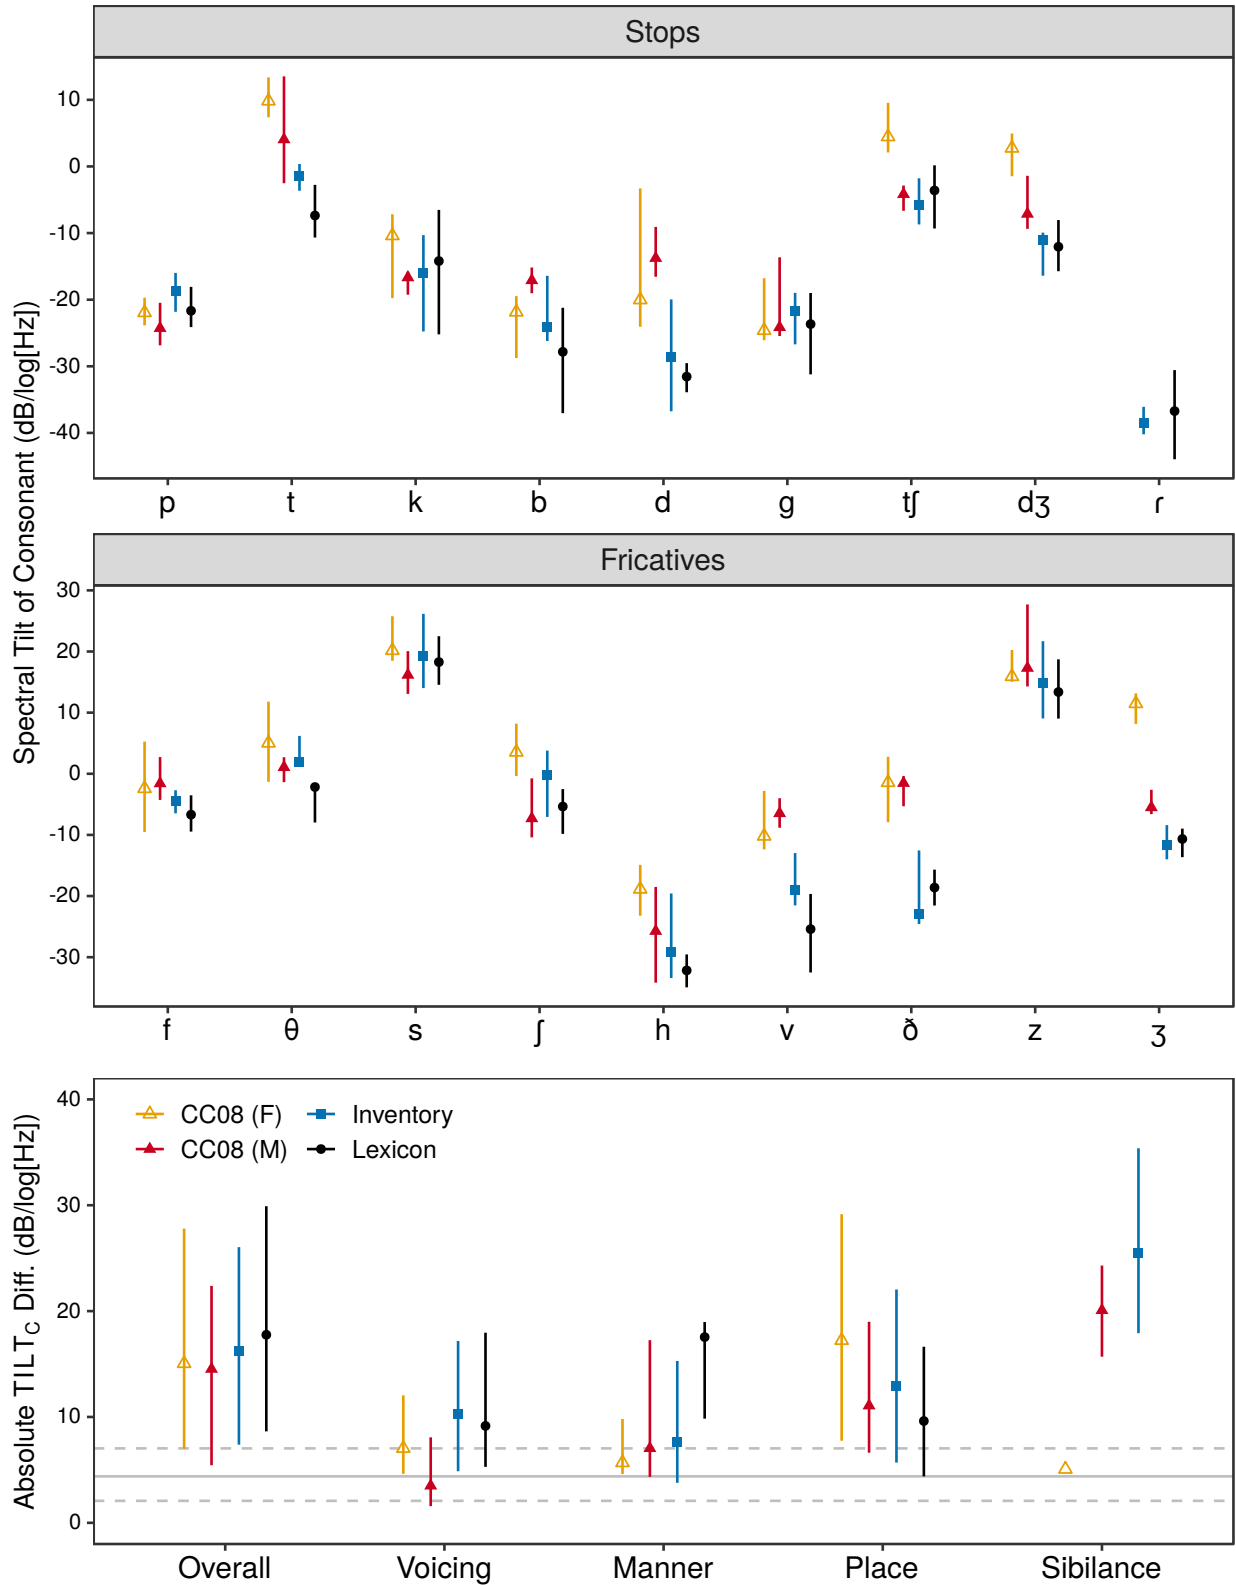 Stops
Spectral Tilt of Consonant (dB/log[Hz])
10
0
-10
-20
-30
-40
p t k b d g tʃ dʒ ɾ
Fricatives
30
20
10
0
-10
-20
-30
f θ s ʃ h v ð z ʒ
Absolute TILT_C Diff. (dB/log[Hz])
40
30
20
10
0
CC08 (F) Inventory
CC08 (M) Lexicon
Overall Voicing Manner Place Sibilance